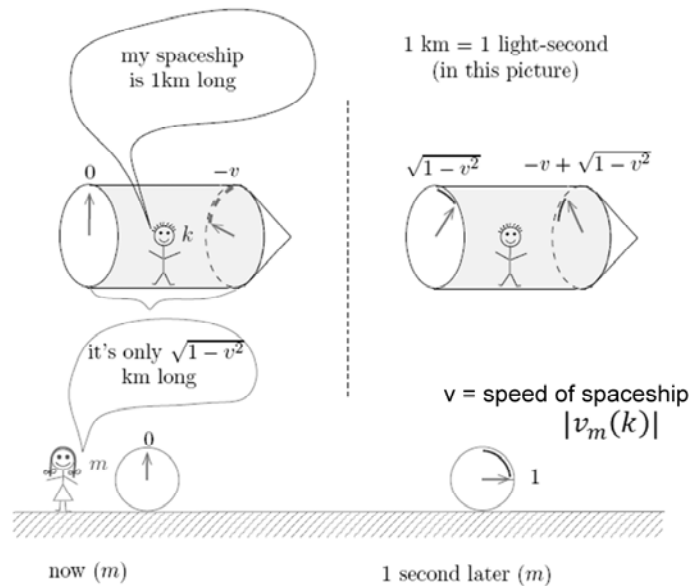 my spaceship
is 1km long
1 km = 1 light-second
(in this picture)
0
−v
k
√1 − v²
−v + √1 − v²
it's only √1 − v²
km long
v = speed of spaceship
|vₘ(k)|
m
0
1
now (m)
1 second later (m)